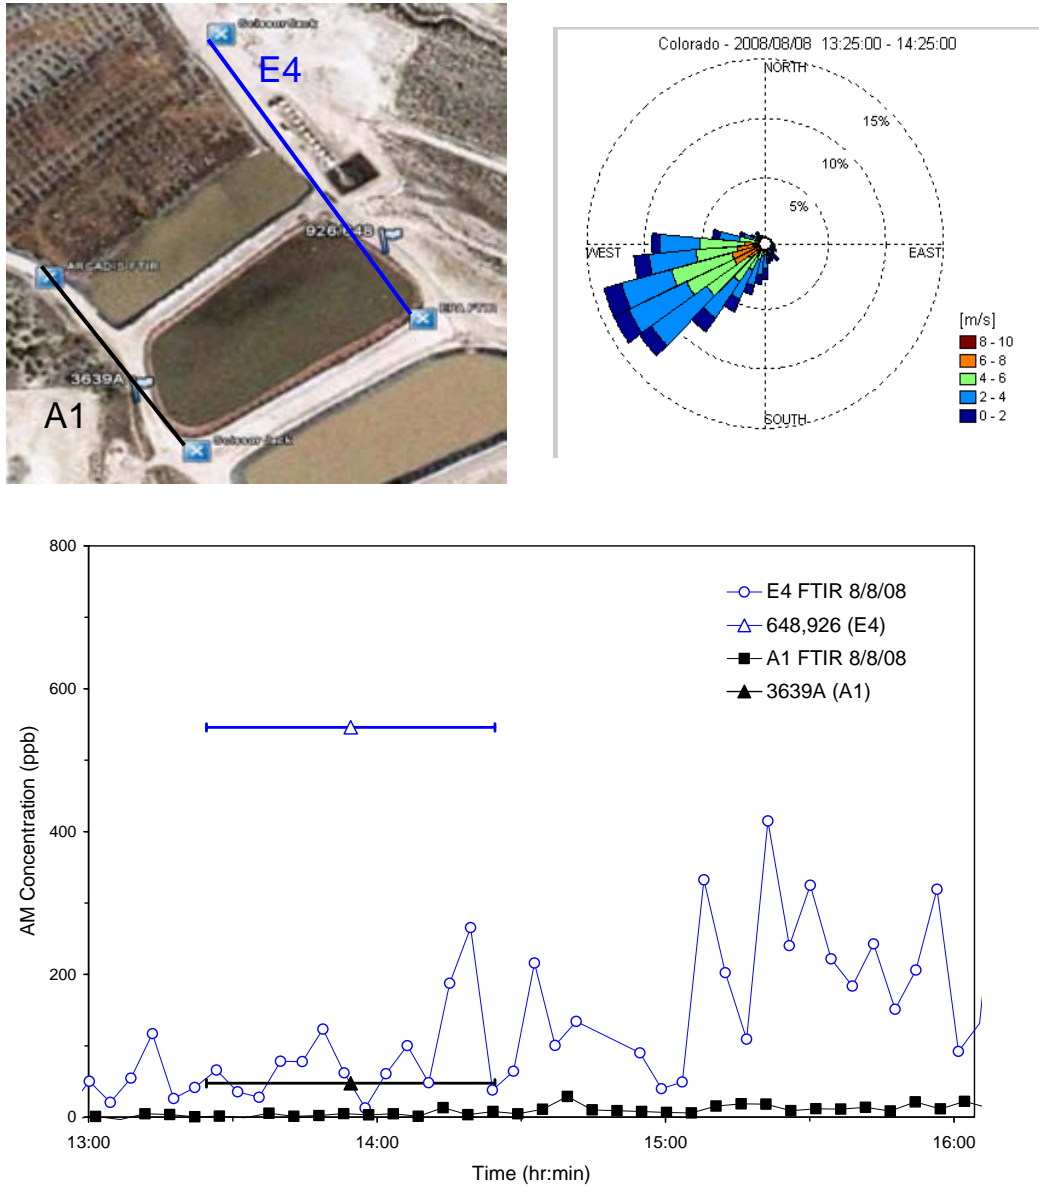 Scissor Jack
E4
926,648
ARCADIS FTIR
EPA FTIR
3639A
A1
Scissor Jack
Colorado - 2008/08/08 13:25:00 - 14:25:00
NORTH
15%
10%
5%
WEST
EAST
SOUTH
[m/s]
8 - 10
6 - 8
4 - 6
2 - 4
0 - 2
800
600
400
200
0
AM Concentration (ppb)
E4 FTIR 8/8/08
648,926 (E4)
A1 FTIR 8/8/08
3639A (A1)
13:00
14:00
15:00
16:00
Time (hr:min)